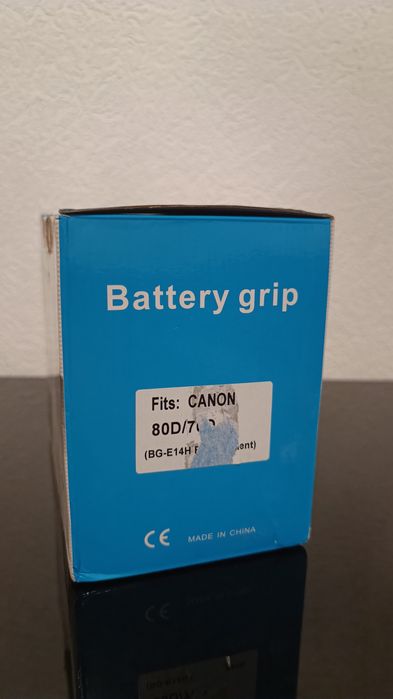 Battery grip
Fits: CANON
80D/7
(BG-E14H
CE
MADE IN CHINA